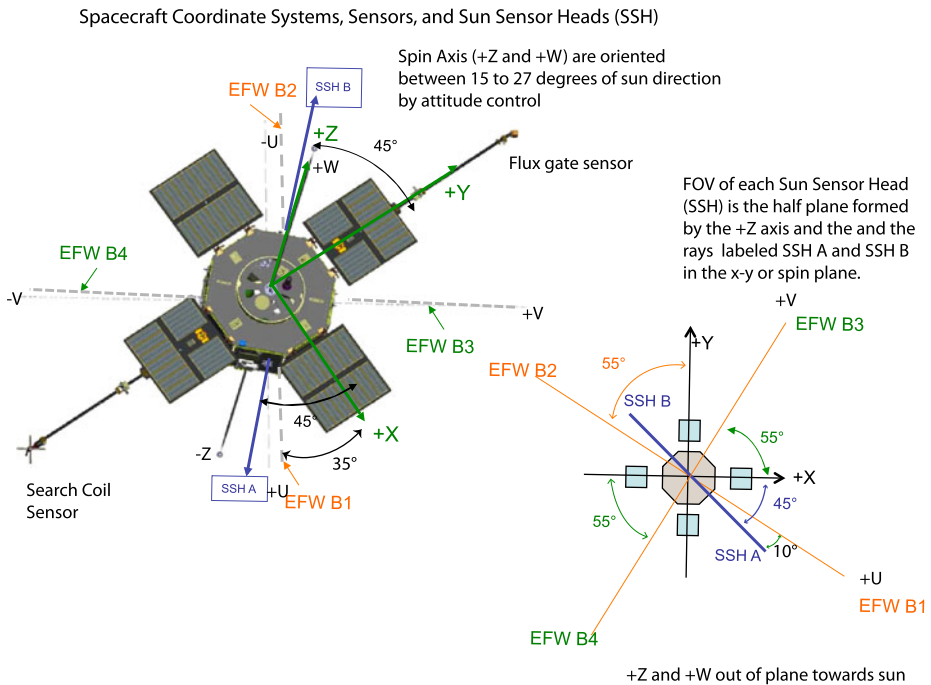 Spacecraft Coordinate Systems, Sensors, and Sun Sensor Heads (SSH)
Spin Axis (+Z and +W) are oriented
between 15 to 27 degrees of sun direction
by attitude control
EFW B2
SSH B
-U
+Z
+W
45°
+Y
Flux gate sensor
FOV of each Sun Sensor Head
(SSH) is the half plane formed
by the +Z axis and the and the
rays labeled SSH A and SSH B
in the x-y or spin plane.
EFW B4
-V
+V
EFW B3
45°
+X
35°
-Z
SSH A
+U
EFW B1
Search Coil
Sensor
+V
EFW B3
+Y
55°
EFW B2
SSH B
55°
+X
45°
55°
SSH A
10°
+U
EFW B1
EFW B4
+Z and +W out of plane towards sun